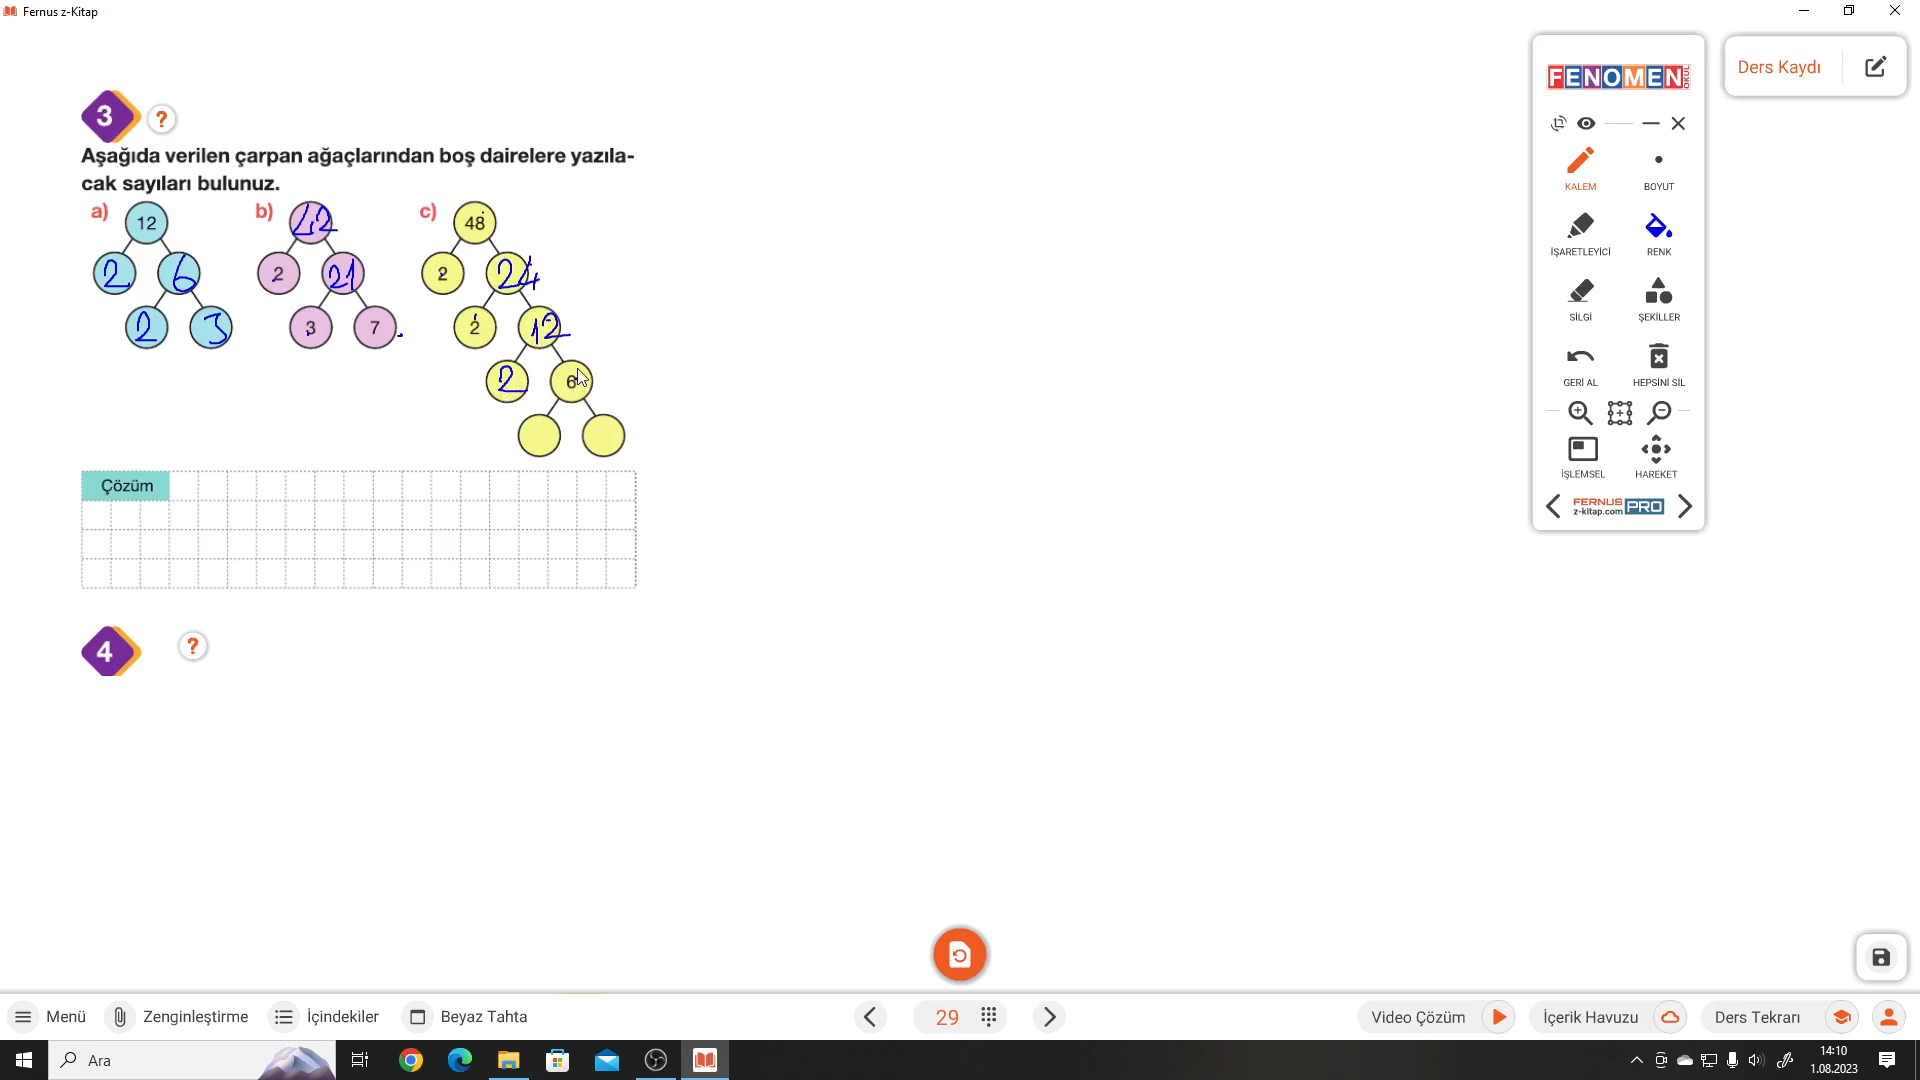 Fernus z-Kitap
FENOMEN OKUL
Ders Kaydı
3 ?
Aşağıda verilen çarpan ağaçlarından boş dairelere yazıla-
cak sayıları bulunuz.
a) 12
2 6
2 3
b) 42
2 21
3 7
c) 48
2 24
2 12
2 6
Çözüm
4 ?
KALEM
BOYUT
İŞARETLEYİCİ
RENK
SİLGİ
ŞEKİLLER
GERİ AL
HEPSİNİ SİL
İŞLEMSEL
HAREKET
FERNUS
z-kitap.com PRO
Menü
Zenginleştirme
İçindekiler
Beyaz Tahta
29
Video Çözüm
İçerik Havuzu
Ders Tekrarı
Ara
14:10
1.08.2023